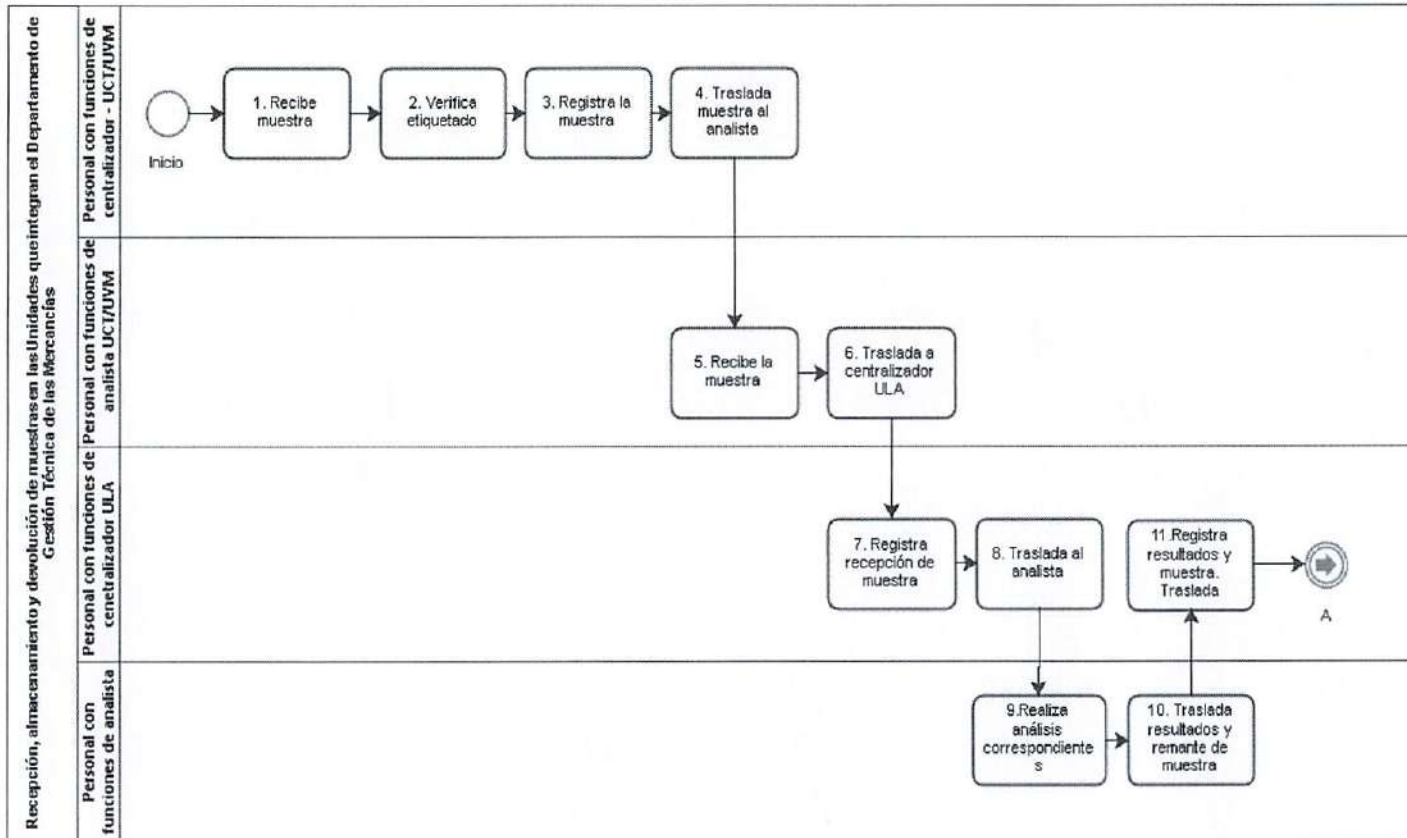 Recepción, almacenamiento y devolución de muestras en las Unidades que integran el Departamento de
Gestión Técnica de las Mercancías
Personal con funciones de
centralizador - UCT/UVM
Inicio
1. Recibe
muestra
2. Verifica
etiquetado
3. Registra la
muestra
4. Traslada
muestra al
analista
Personal con funciones de
analista UCT/UVM
5. Recibe la
muestra
6. Traslada a
centralizador
ULA
Personal con funciones de
cenetralizador ULA
7. Registra
recepción de
muestra
8. Traslada al
analista
11.Registra
resultados y
muestra.
Traslada
A
Personal con
funciones de analista
9.Realiza
análisis
correspondiente
s
10. Traslada
resultados y
remante de
muestra